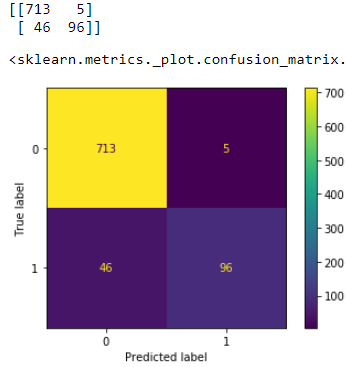 [[713   5]
 [ 46  96]]
<sklearn.metrics._plot.confusion_matrix.
700
0 713 5
600
500
True label
400
300
1 46 96
200
100
0 1
Predicted label